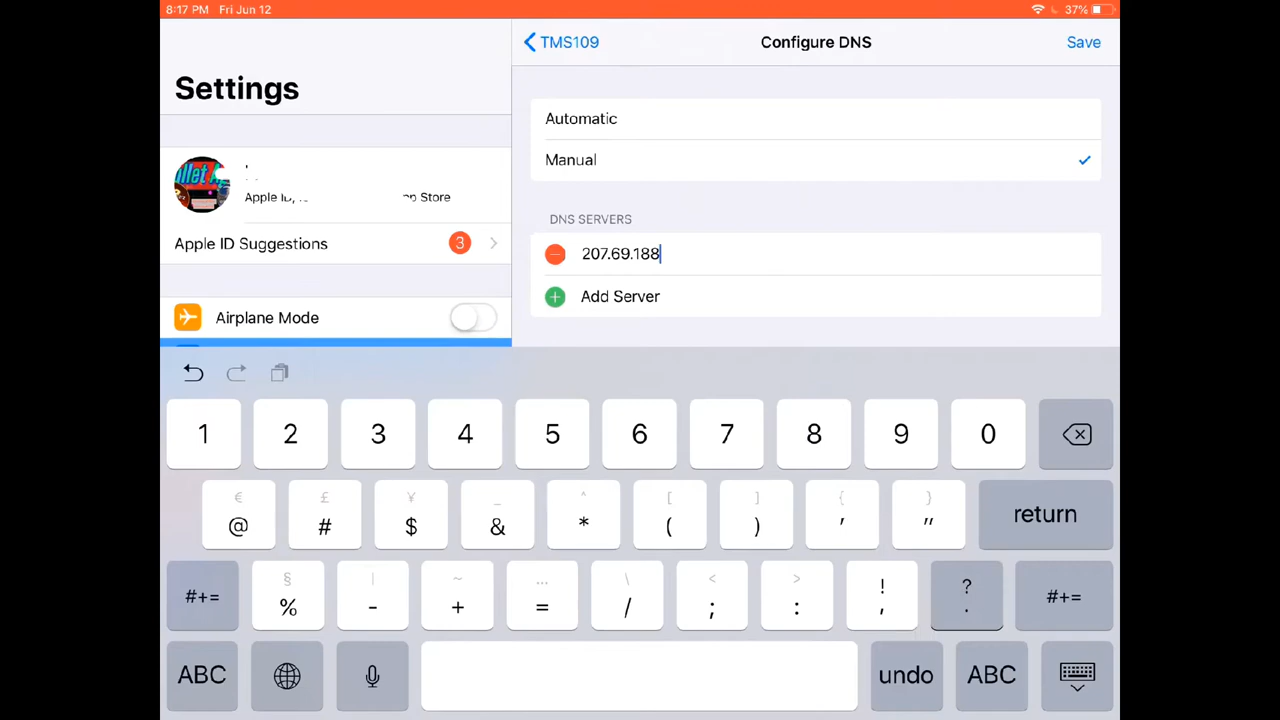 8:17 PM Fri Jun 12
37%
Settings
Apple ID,
Store
Apple ID Suggestions
3
Airplane Mode
TMS109
Configure DNS
Save
Automatic
Manual
DNS SERVERS
207.69.188
Add Server
1 2 3 4 5 6 7 8 9 0
€ £ ¥ _ ^ [ ] { }
@ # $ & * ( ) ' "
return
§ | ~ … \ < > ! ?
#+= % - + = / ; : , . #+=
ABC
undo
ABC